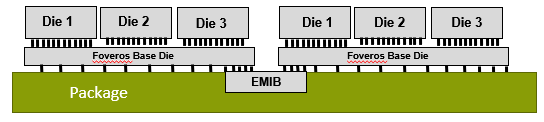 Die 1 Die 2 Die 3 Die 1 Die 2 Die 3
Foveros Base Die Foveros Base Die
EMIB
Package